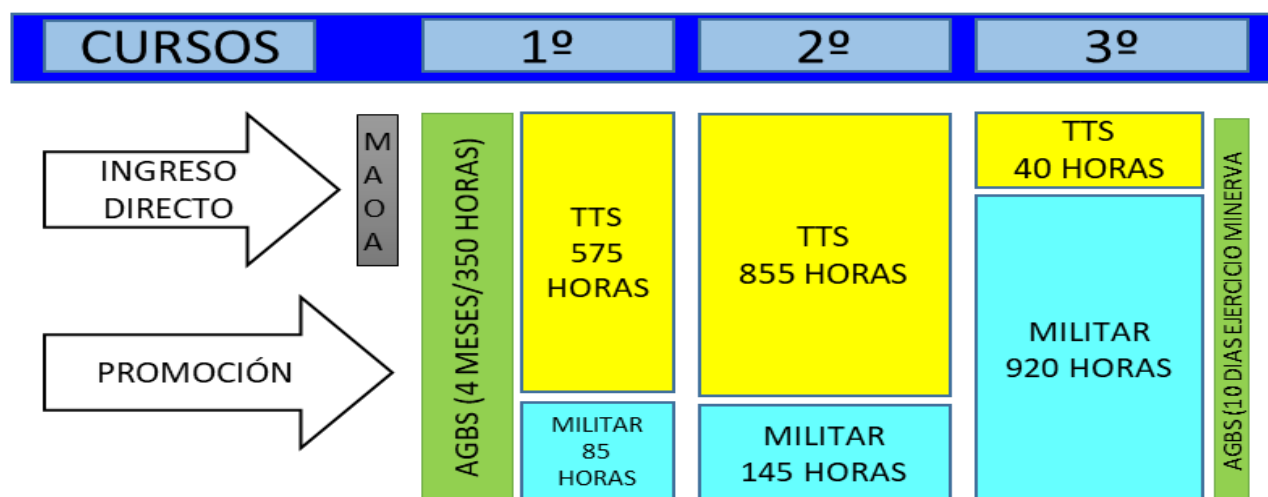 CURSOS
1º
2º
3º
INGRESO
DIRECTO
M
A
O
A
PROMOCIÓN
AGBS (4 MESES/350 HORAS)
TTS
575
HORAS
MILITAR
85
HORAS
TTS
855 HORAS
MILITAR
145 HORAS
TTS
40 HORAS
MILITAR
920 HORAS
AGBS (10 DIAS EJERCICIO MINERVA